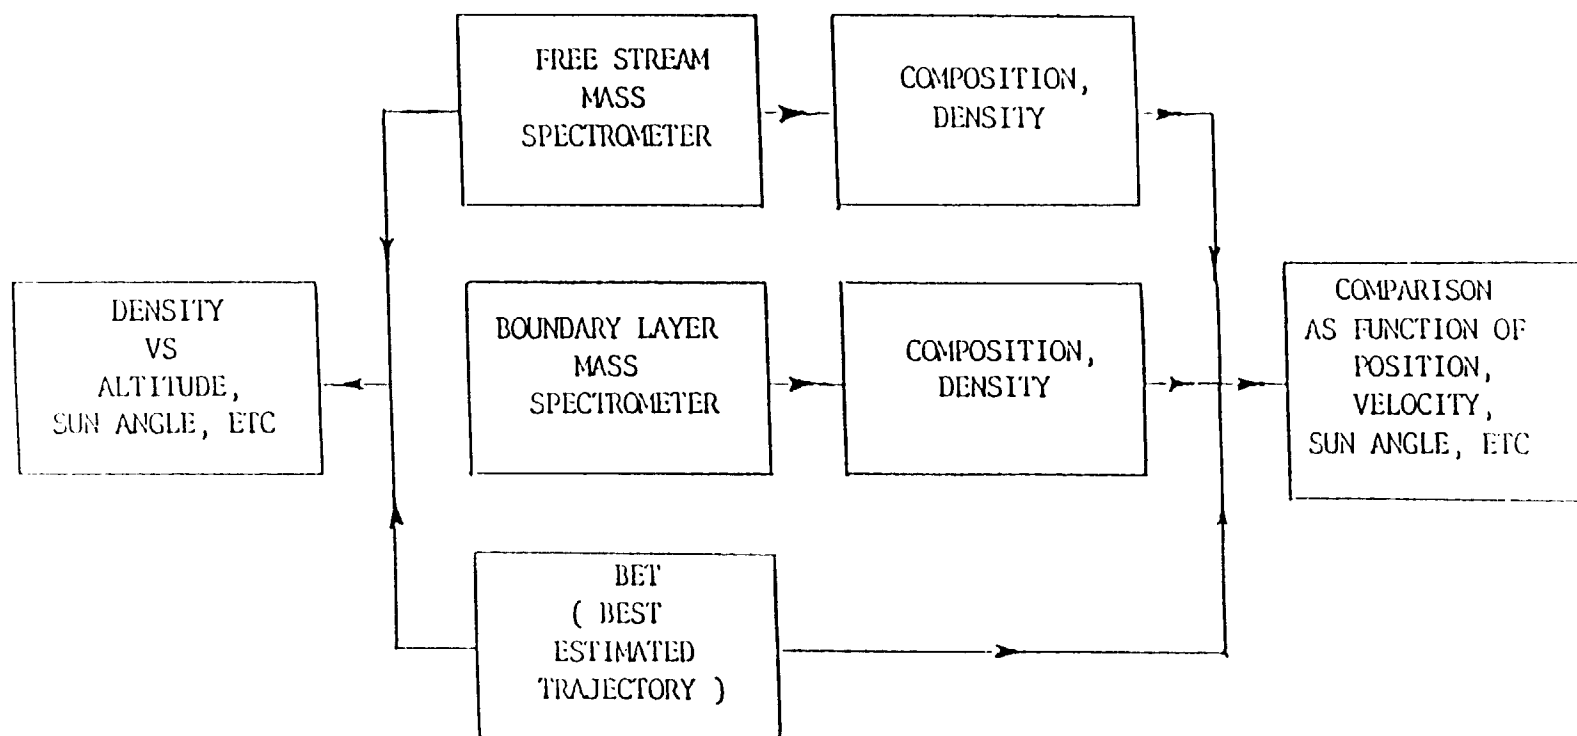 FREE STREAM
MASS
SPECTROMETER
COMPOSITION,
DENSITY
DENSITY
VS
ALTITUDE,
SUN ANGLE, ETC
BOUNDARY LAYER
MASS
SPECTROMETER
COMPOSITION,
DENSITY
COMPARISON
AS FUNCTION OF
POSITION,
VELOCITY,
SUN ANGLE, ETC
BET
( BEST
ESTIMATED
TRAJECTORY )